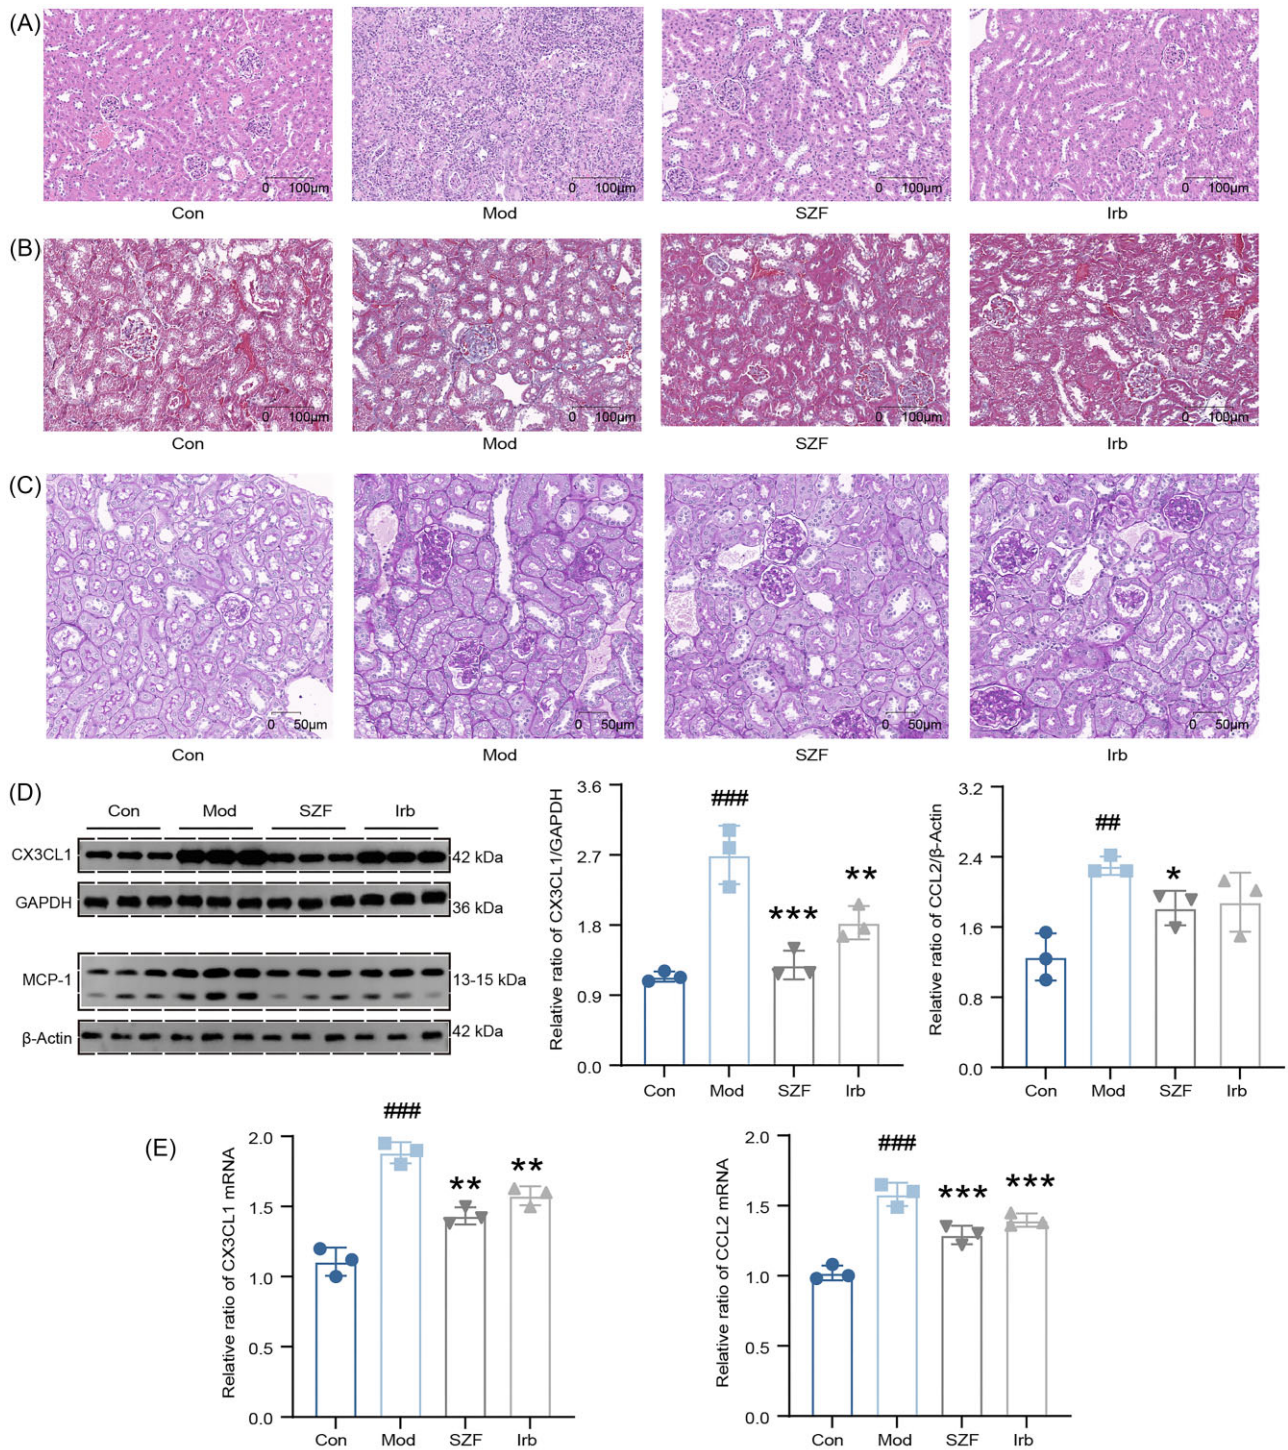 (A)
0 100μm
0 100μm
0 100μm
0 100μm
Con Mod SZF Irb
(B)
0 100μm
0 100μm
0 100μm
0 100μm
Con Mod SZF Irb
(C)
0 50μm
0 50μm
0 50μm
0 50μm
Con Mod SZF Irb
(D)
Con Mod SZF Irb
CX3CL1 42 kDa
GAPDH 36 kDa
MCP-1 13-15 kDa
β-Actin 42 kDa
Relative ratio of CX3CL1/GAPDH
3.6
2.7
1.8
0.9
0.0
###
***
**
Con Mod SZF Irb
Relative ratio of CCL2/β-Actin
3.2
2.4
1.6
0.8
0.0
##
*
Con Mod SZF Irb
(E)
Relative ratio of CX3CL1 mRNA
2.0
1.5
1.0
0.5
0.0
###
**
**
Con Mod SZF Irb
Relative ratio of CCL2 mRNA
2.0
1.5
1.0
0.5
0.0
###
***
***
Con Mod SZF Irb